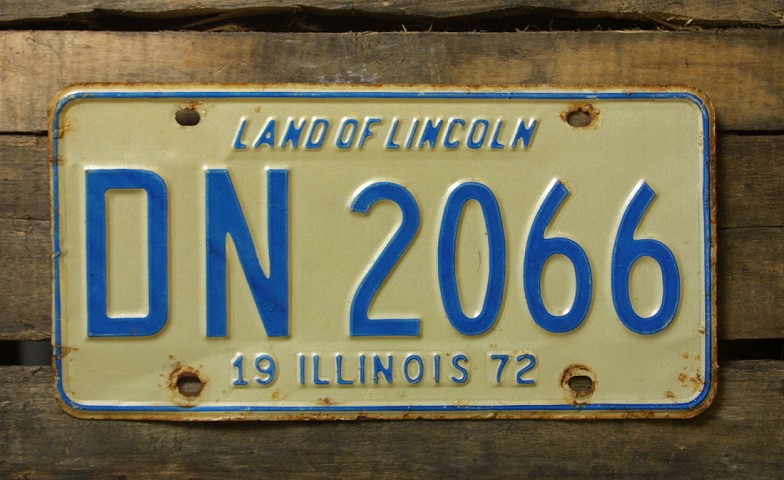 LAND OF LINCOLN
DN 2066
19 ILLINOIS 72